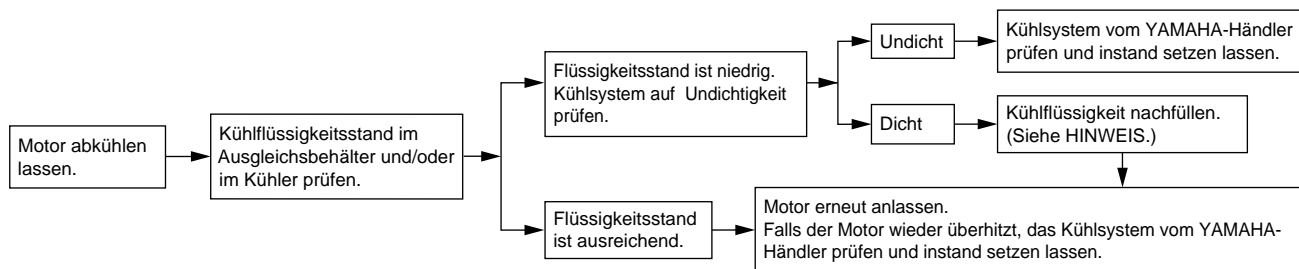 Motor abkühlen
lassen.
Kühlflüssigkeitsstand im
Ausgleichsbehälter und/oder
im Kühler prüfen.
Flüssigkeitsstand ist niedrig.
Kühlsystem auf Undichtigkeit
prüfen.
Undicht
Kühlsystem vom YAMAHA-Händler
prüfen und instand setzen lassen.
Dicht
Kühlflüssigkeit nachfüllen.
(Siehe HINWEIS.)
Flüssigkeitsstand
ist ausreichend.
Motor erneut anlassen.
Falls der Motor wieder überhitzt, das Kühlsystem vom YAMAHA-
Händler prüfen und instand setzen lassen.